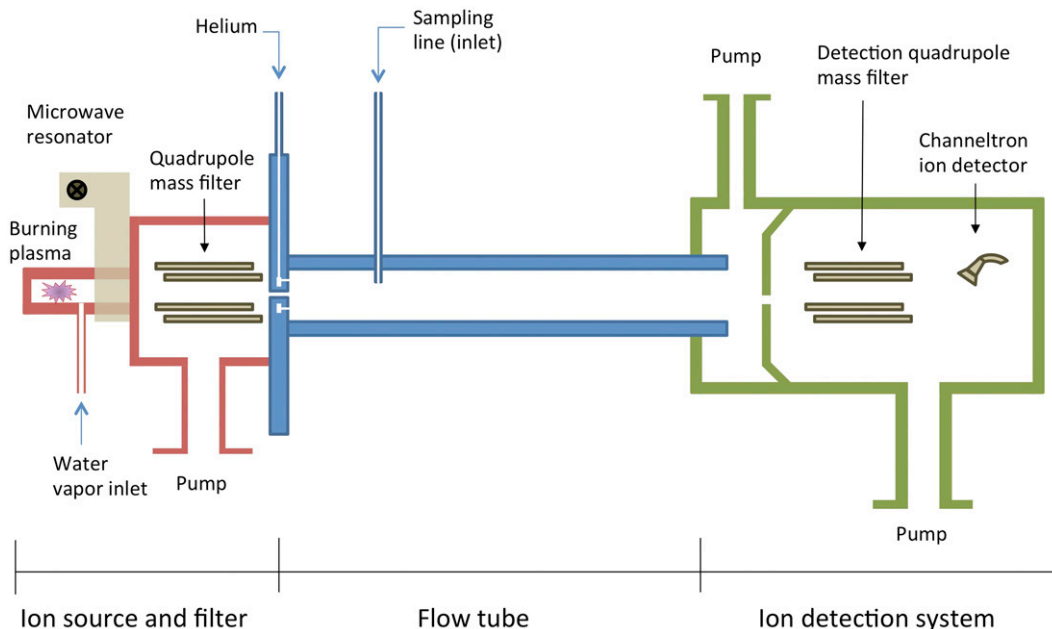 Helium
Sampling
line (inlet)
Pump
Detection quadrupole
mass filter
Microwave
resonator
Quadrupole
mass filter
Channeltron
ion detector
Burning
plasma
Water
vapor inlet
Pump
Pump
Ion source and filter
Flow tube
Ion detection system